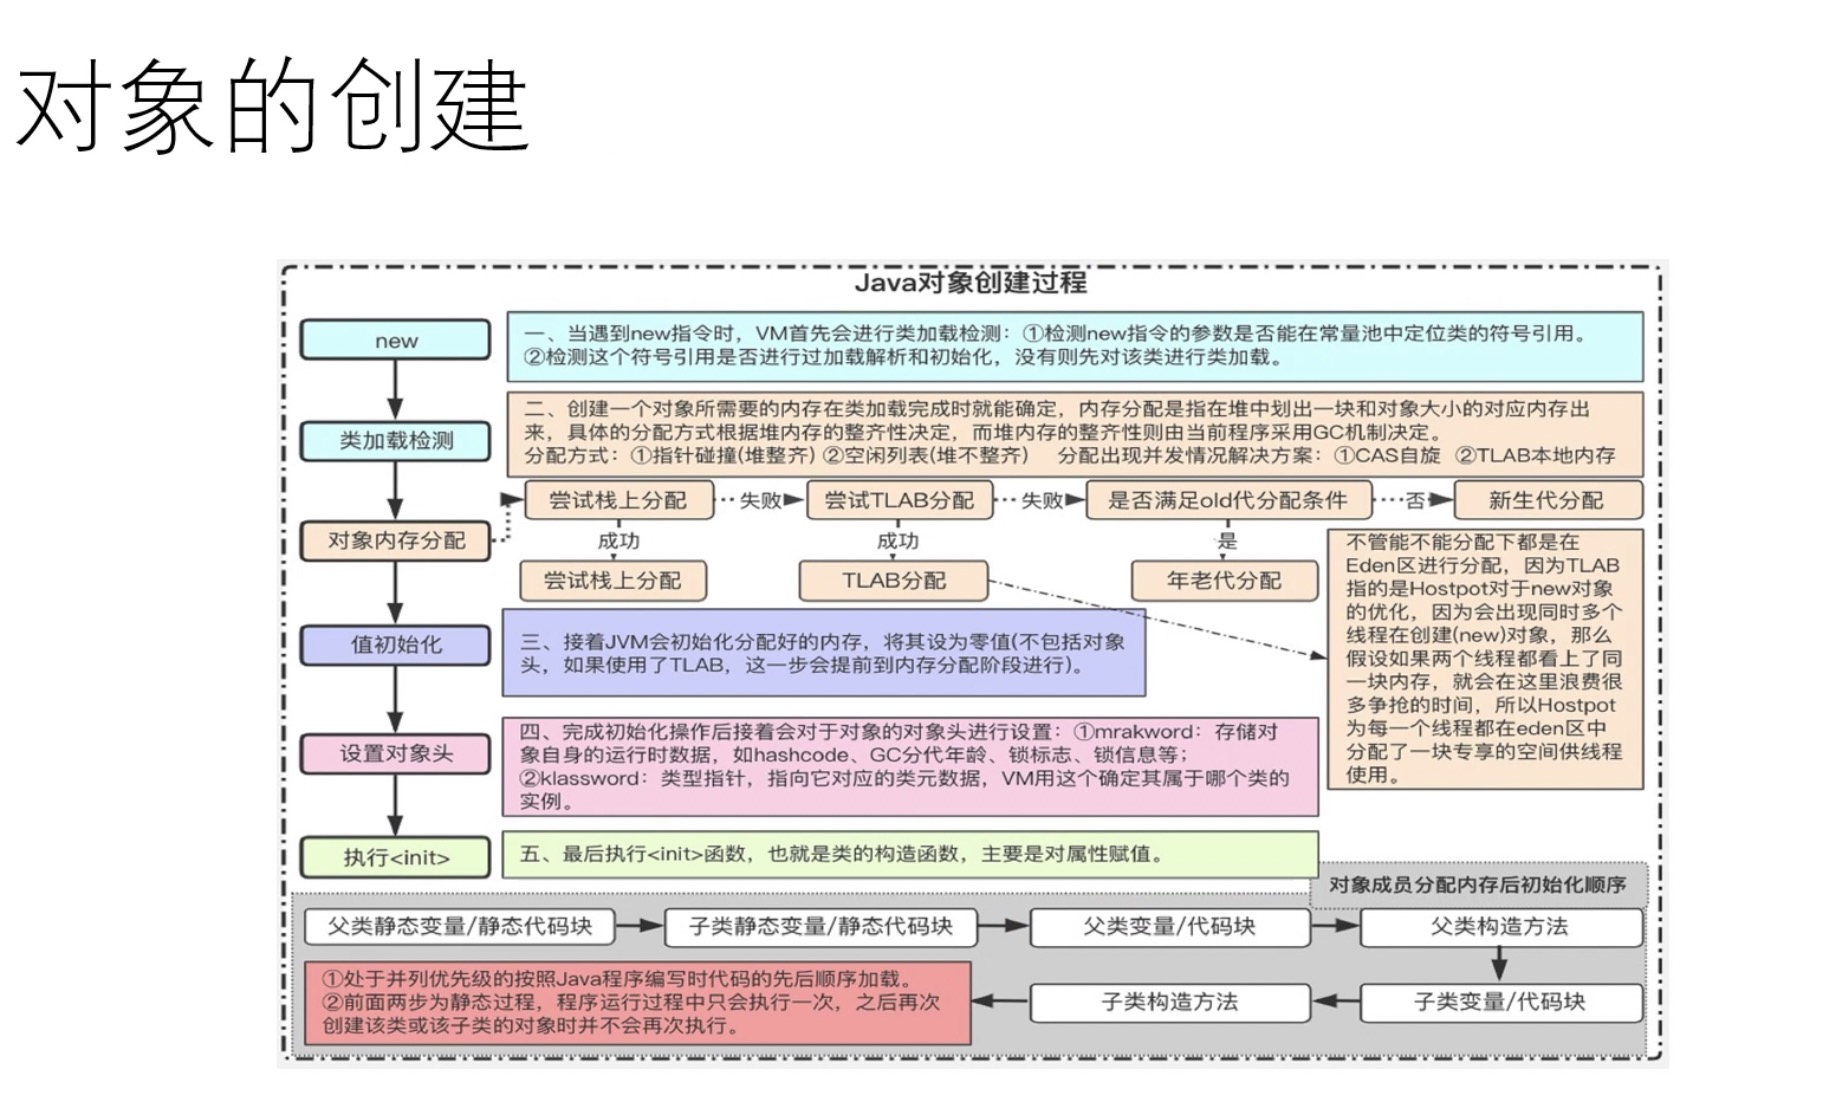 对象的创建
Java对象创建过程
new
一、当遇到new指令时，VM首先会进行类加载检测：①检测new指令的参数是否能在常量池中定位类的符号引用。
②检测这个符号引用是否进行过加载解析和初始化，没有则先对该类进行类加载。
类加载检测
二、创建一个对象所需要的内存在类加载完成时就能确定，内存分配是指在堆中划出一块和对象大小的对应内存出
来，具体的分配方式根据堆内存的整齐性决定，而堆内存的整齐性则由当前程序采用GC机制决定。
分配方式：①指针碰撞(堆整齐) ②空闲列表(堆不整齐)    分配出现并发情况解决方案：①CAS自旋  ②TLAB本地内存
对象内存分配
尝试栈上分配
失败
尝试TLAB分配
失败
是否满足old代分配条件
否
新生代分配
成功
成功
是
尝试栈上分配
TLAB分配
年老代分配
不管能不能分配下都是在
Eden区进行分配，因为TLAB
指的是Hostpot对于new对象
的优化，因为会出现同时多个
线程在创建(new)对象，那么
假设如果两个线程都看上了同
一块内存，就会在这里浪费很
多争抢的时间，所以Hostpot
为每一个线程都在eden区中
分配了一块专享的空间供线程
使用。
值初始化
三、接着JVM会初始化分配好的内存，将其设为零值(不包括对象
头，如果使用了TLAB，这一步会提前到内存分配阶段进行)。
设置对象头
四、完成初始化操作后接着会对于对象的对象头进行设置：①mrakword：存储对
象自身的运行时数据，如hashcode、GC分代年龄、锁标志、锁信息等；
②klassword：类型指针，指向它对应的类元数据，VM用这个确定其属于哪个类的
实例。
执行<init>
五、最后执行<init>函数，也就是类的构造函数，主要是对属性赋值。
对象成员分配内存后初始化顺序
父类静态变量/静态代码块
子类静态变量/静态代码块
父类变量/代码块
父类构造方法
子类变量/代码块
子类构造方法
①处于并列优先级的按照Java程序编写时代码的先后顺序加载。
②前面两步为静态过程，程序运行过程中只会执行一次，之后再次
创建该类或该子类的对象时并不会再次执行。